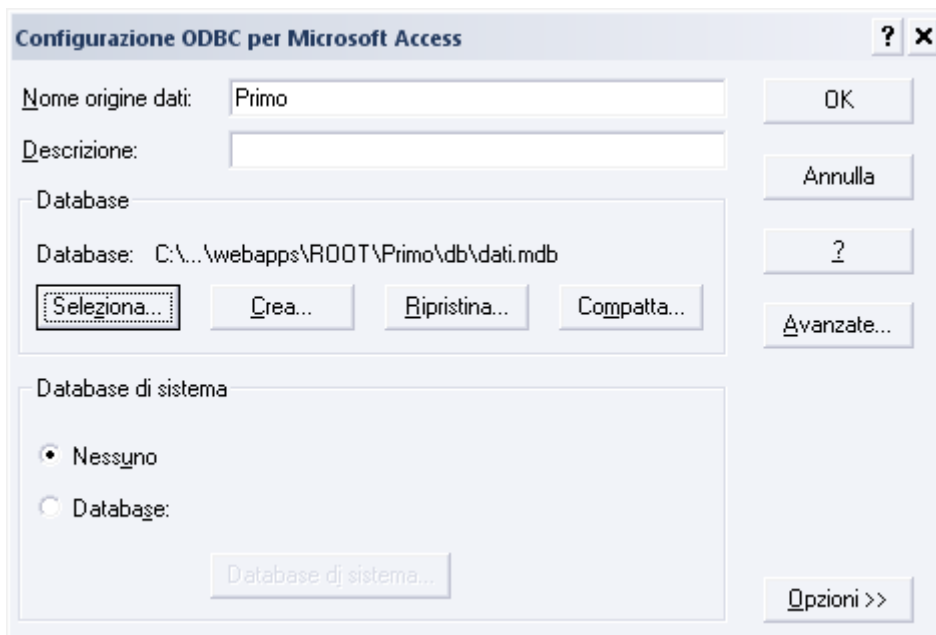 Configurazione ODBC per Microsoft Access ? ×
Nome origine dati: Primo
OK
Descrizione:
Annulla
Database
Database: C:\...\webapps\ROOT\Primo\db\dati.mdb
?
Seleziona... Crea... Ripristina... Compatta...
Avanzate...
Database di sistema
Nessuno
Database:
Database di sistema...
Opzioni >>